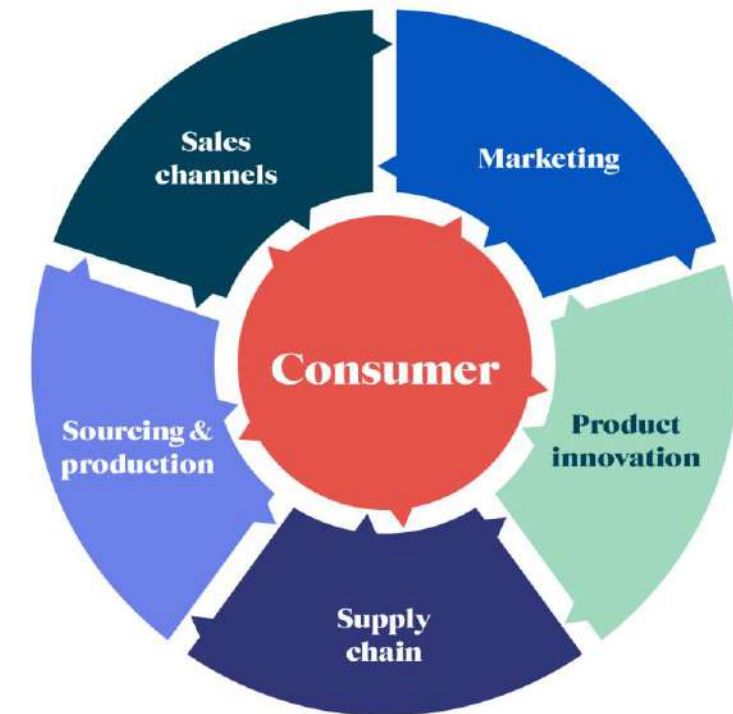 Sales
channels
Marketing
Consumer
Sourcing &
production
Product
innovation
Supply
chain